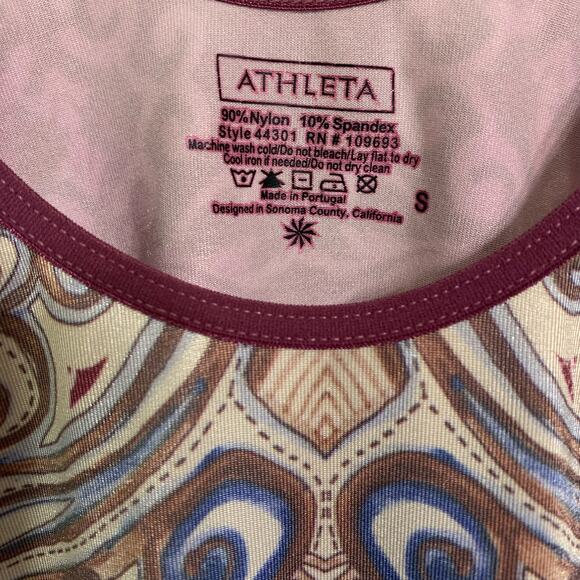 ATHLETA
90% Nylon 10% Spandex
Style 44301 RN # 109693
Machine wash cold/Do not bleach/Lay flat to dry
Cool iron if needed/Do not dry clean
Made in Portugal
Designed in Sonoma County, California
S